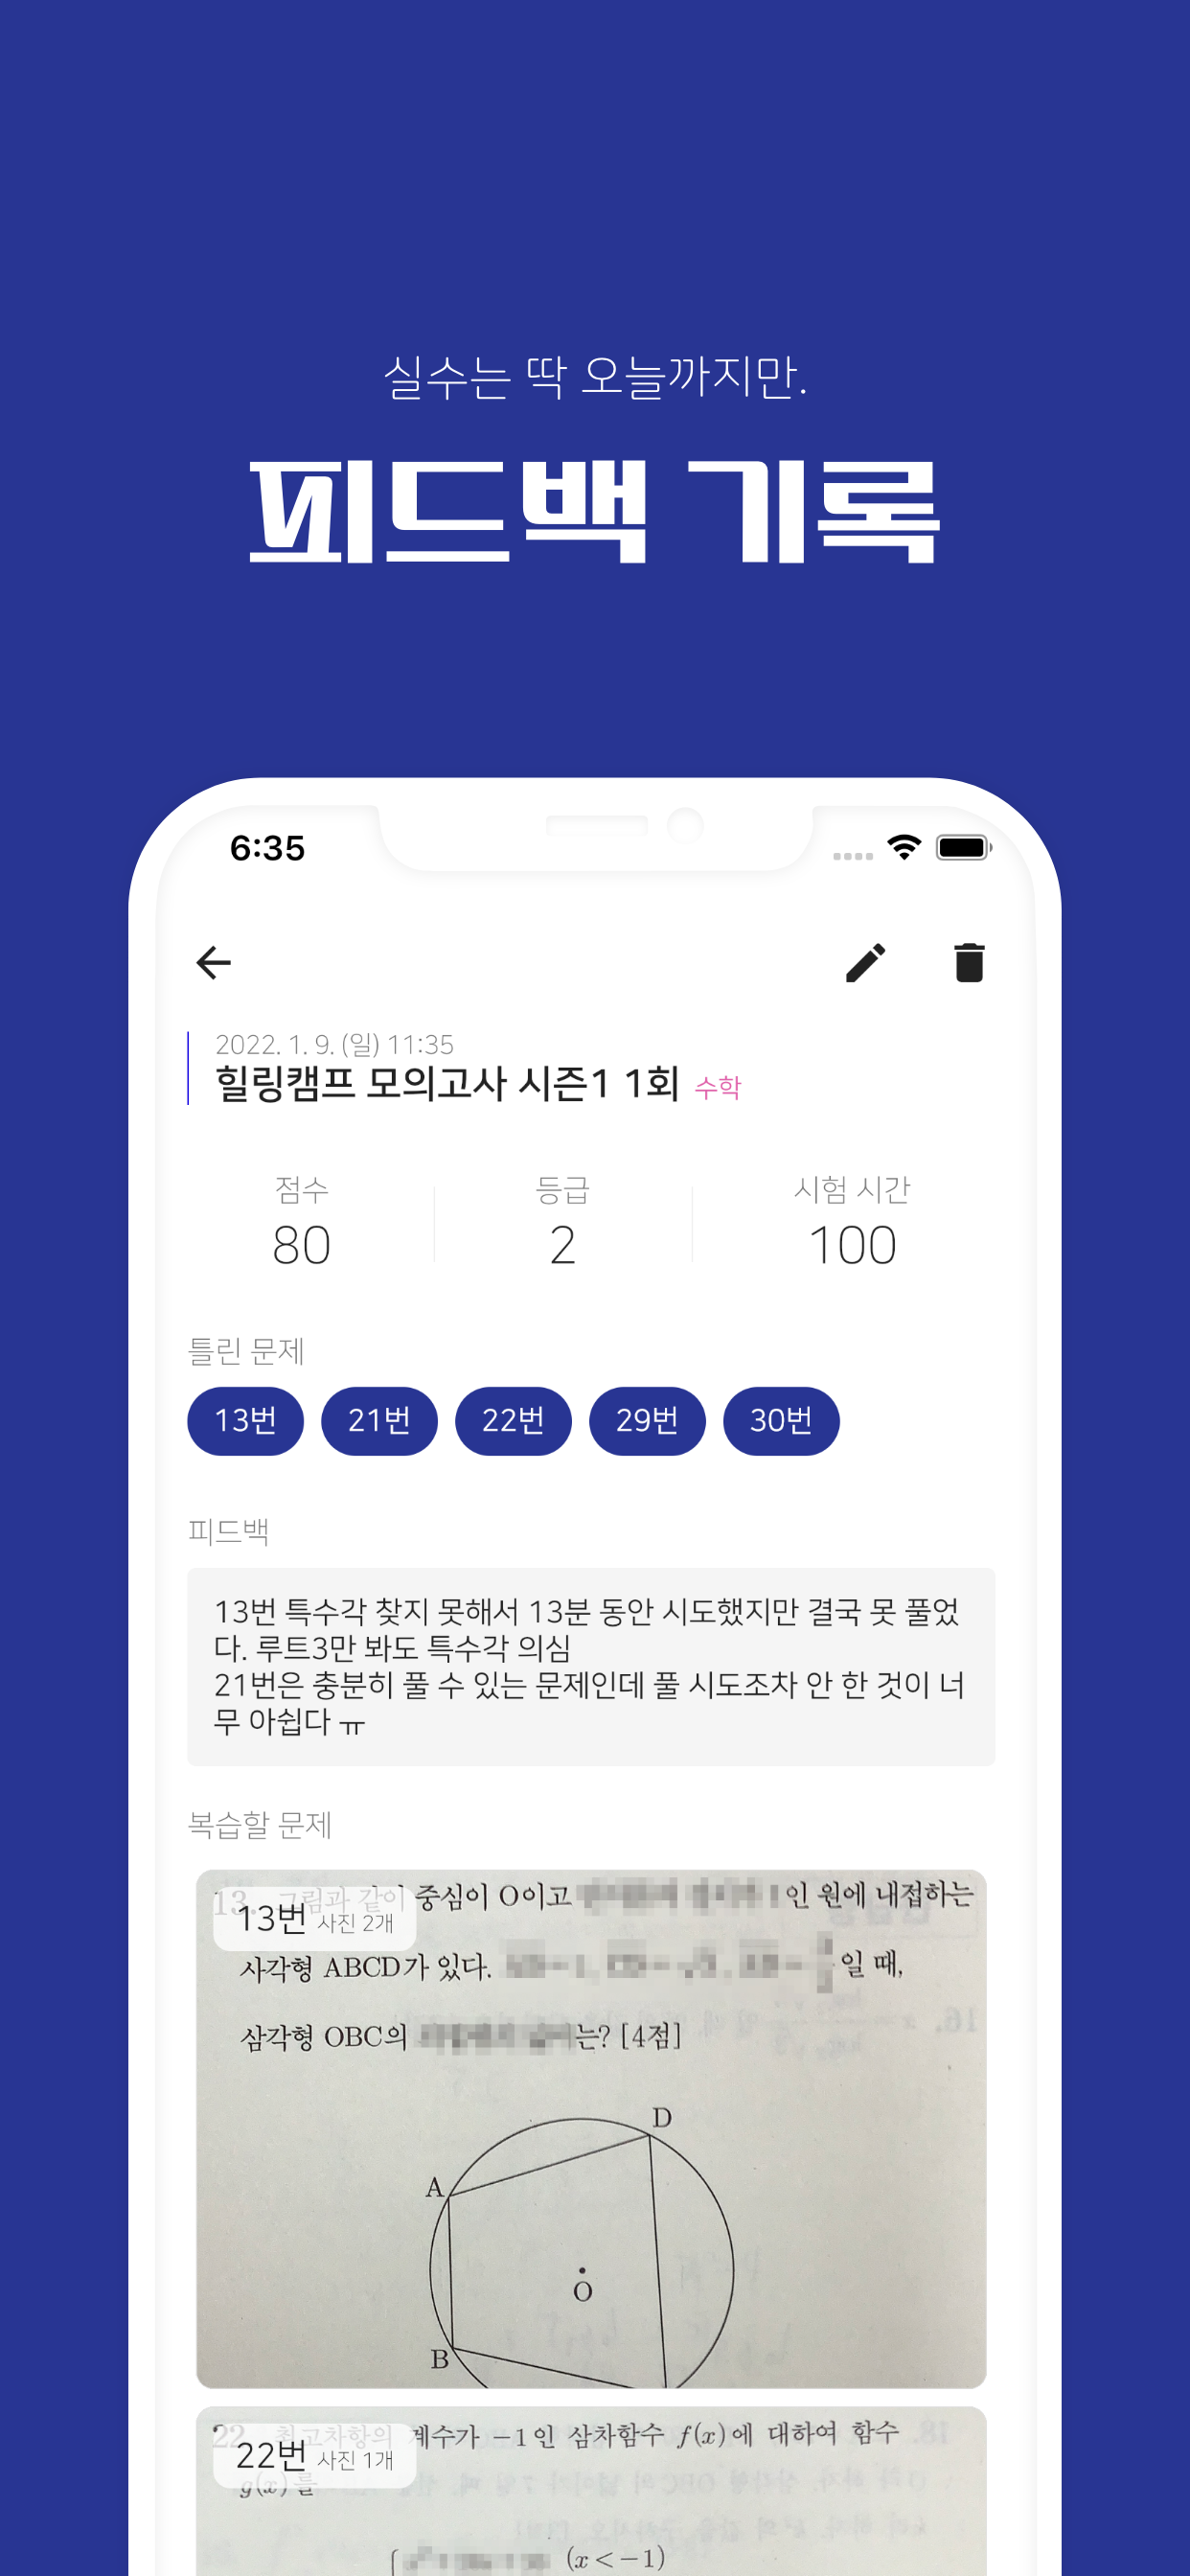 실수는 딱 오늘까지만.
피드백 기록
6:35
2022. 1. 9. (일) 11:35
힐링캠프 모의고사 시즌1 1회 수학
점수 등급 시험 시간
80 2 100
틀린 문제
13번 21번 22번 29번 30번
피드백
13번 특수각 찾지 못해서 13분 동안 시도했지만 결국 못 풀었
다. 루트3만 봐도 특수각 의심
21번은 충분히 풀 수 있는 문제인데 풀 시도조차 안 한 것이 너
무 아쉽다 ㅠ
복습할 문제
13. 그림과 같이 중심이 O이고 인 원에 내접하는
13번 사진 2개
사각형 ABCD가 있다. 일 때,
삼각형 OBC의 는? [4점]
D
A
O
B
22. 최고차항의 계수가 -1인 삼차함수 f(x)에 대하여 함수
22번 사진 1개
g(x)를
(x<-1)